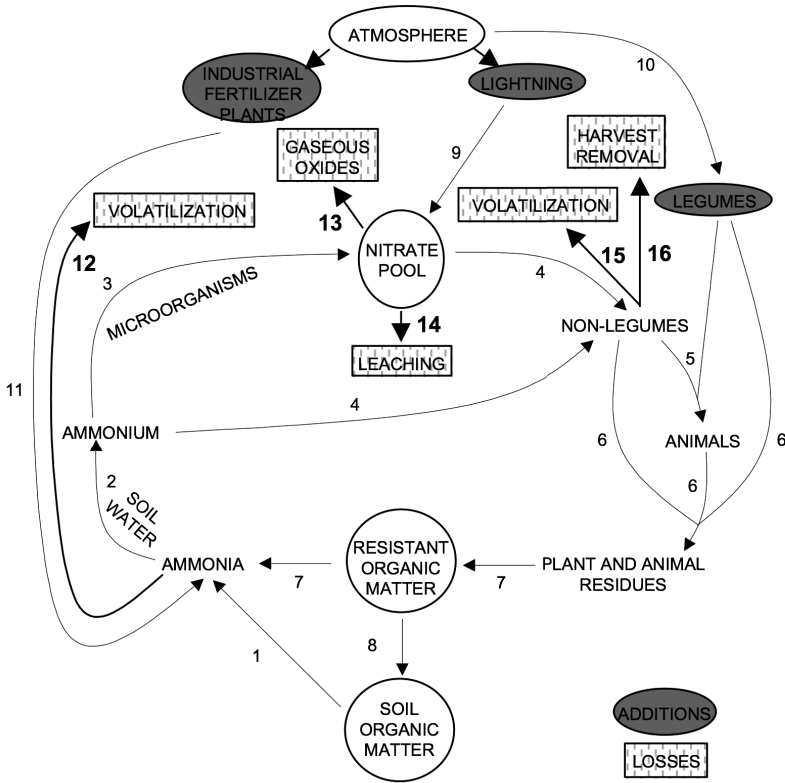 ATMOSPHERE
10
INDUSTRIAL
FERTILIZER
PLANTS
LIGHTNING
GASEOUS
OXIDES
9
HARVEST
REMOVAL
VOLATILIZATION
12
13
VOLATILIZATION
LEGUMES
NITRATE
POOL
15
16
3
MICROORGANISMS
4
14
NON-LEGUMES
LEACHING
5
11
4
AMMONIUM
6
ANIMALS
6
6
2
SOIL
WATER
AMMONIA
7
RESISTANT
ORGANIC
MATTER
7
PLANT AND ANIMAL
RESIDUES
8
1
SOIL
ORGANIC
MATTER
ADDITIONS
LOSSES